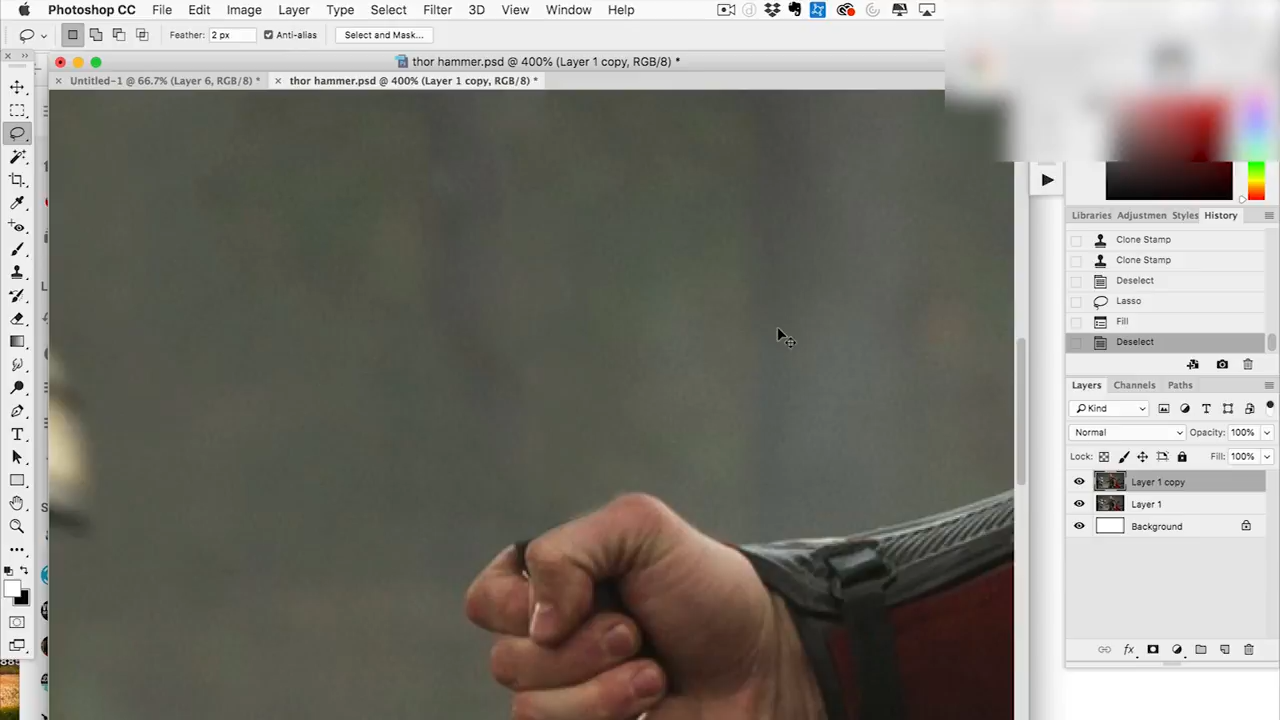 Photoshop CC File Edit Image Layer Type Select Filter 3D View Window Help
Feather: 2 px Anti-alias Select and Mask...
thor hammer.psd @ 400% (Layer 1 copy, RGB/8) *
Untitled-1 @ 66.7% (Layer 6, RGB/8) * thor hammer.psd @ 400% (Layer 1 copy, RGB/8) *
Libraries Adjustmen Styles History
Clone Stamp
Clone Stamp
Deselect
Lasso
Fill
Deselect
Layers Channels Paths
Kind
Normal Opacity: 100%
Lock: Fill: 100%
Layer 1 copy
Layer 1
Background